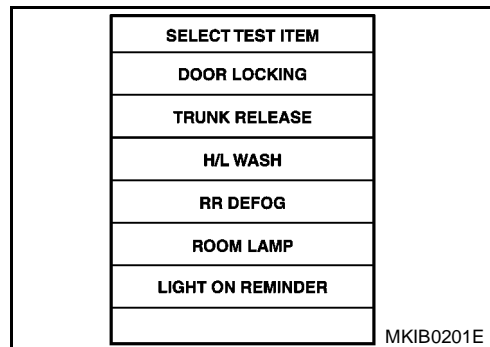 SELECT TEST ITEM
DOOR LOCKING
TRUNK RELEASE
H/L WASH
RR DEFOG
ROOM LAMP
LIGHT ON REMINDER
MKIB0201E